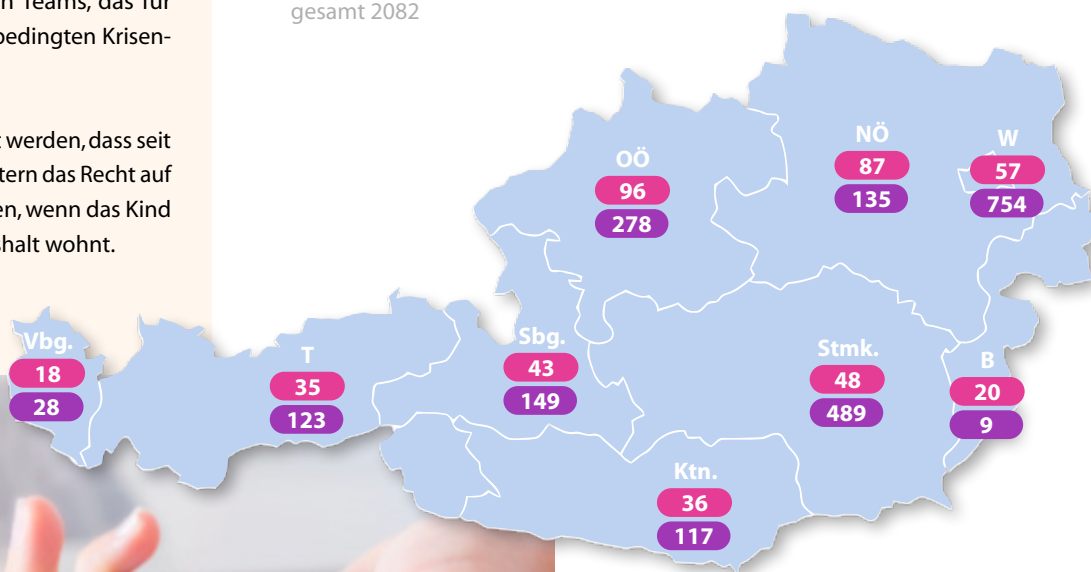 n Teams, das für
bedingten Krisen-
t werden, dass seit
tern das Recht auf
en, wenn das Kind
shalt wohnt.
gesamt 2082
OÖ
96
278
NÖ
87
135
W
57
754
Vbg.
18
28
T
35
123
Sbg.
43
149
Stmk.
48
489
B
20
9
Ktn.
36
117